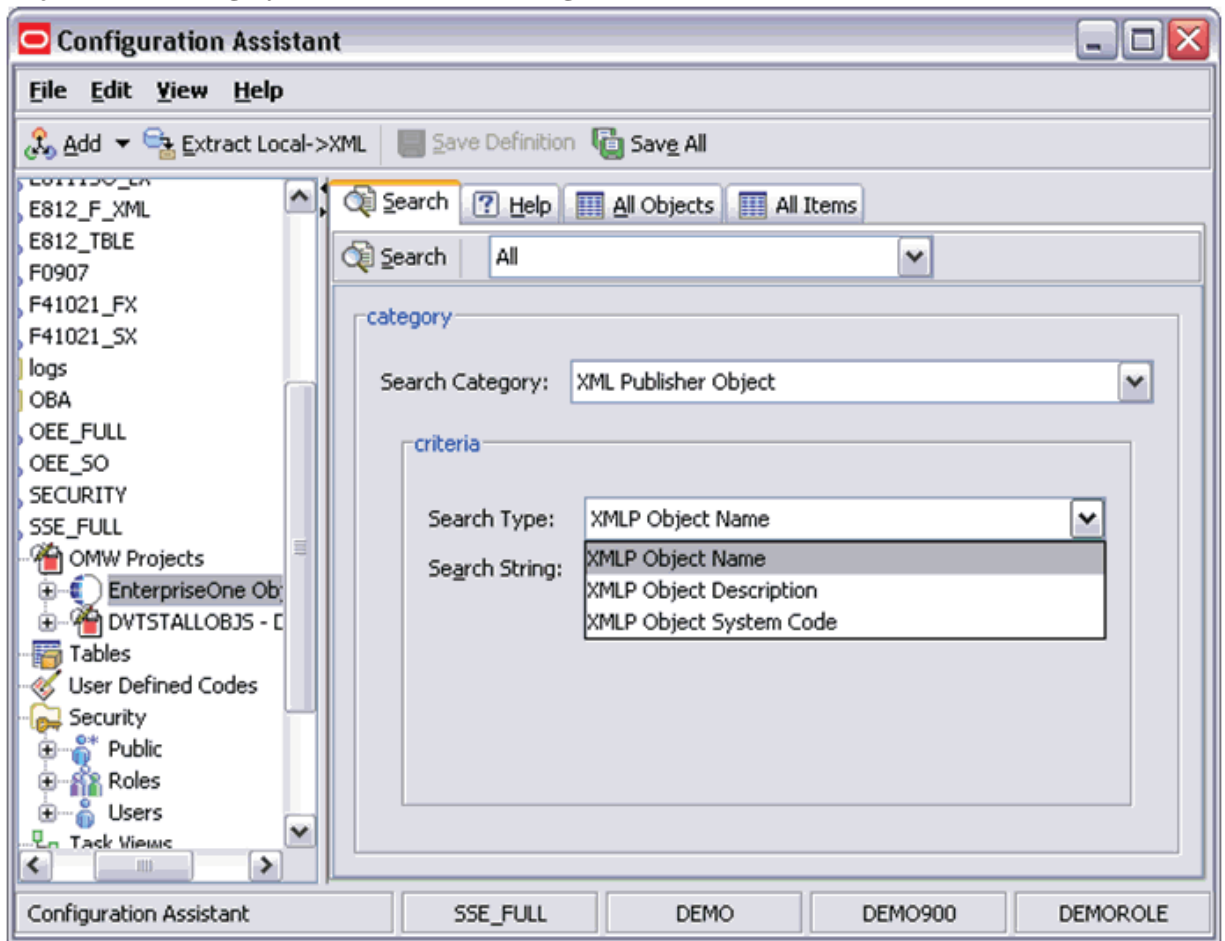 Configuration Assistant
File Edit View Help
Add Extract Local->XML Save Definition Save All
E812_F_XML
E812_TBLE
F0907
F41021_FX
F41021_SX
logs
OBA
OEE_FULL
OEE_SO
SECURITY
SSE_FULL
OMW Projects
EnterpriseOne Ob
DVTSTALLOBJS - D
Tables
User Defined Codes
Security
Public
Roles
Users
Task Views
Search Help All Objects All Items
Search All
category
Search Category: XML Publisher Object
criteria
Search Type: XMLP Object Name
Search String:
XMLP Object Name
XMLP Object Description
XMLP Object System Code
Configuration Assistant SSE_FULL DEMO DEMO900 DEMOROLE